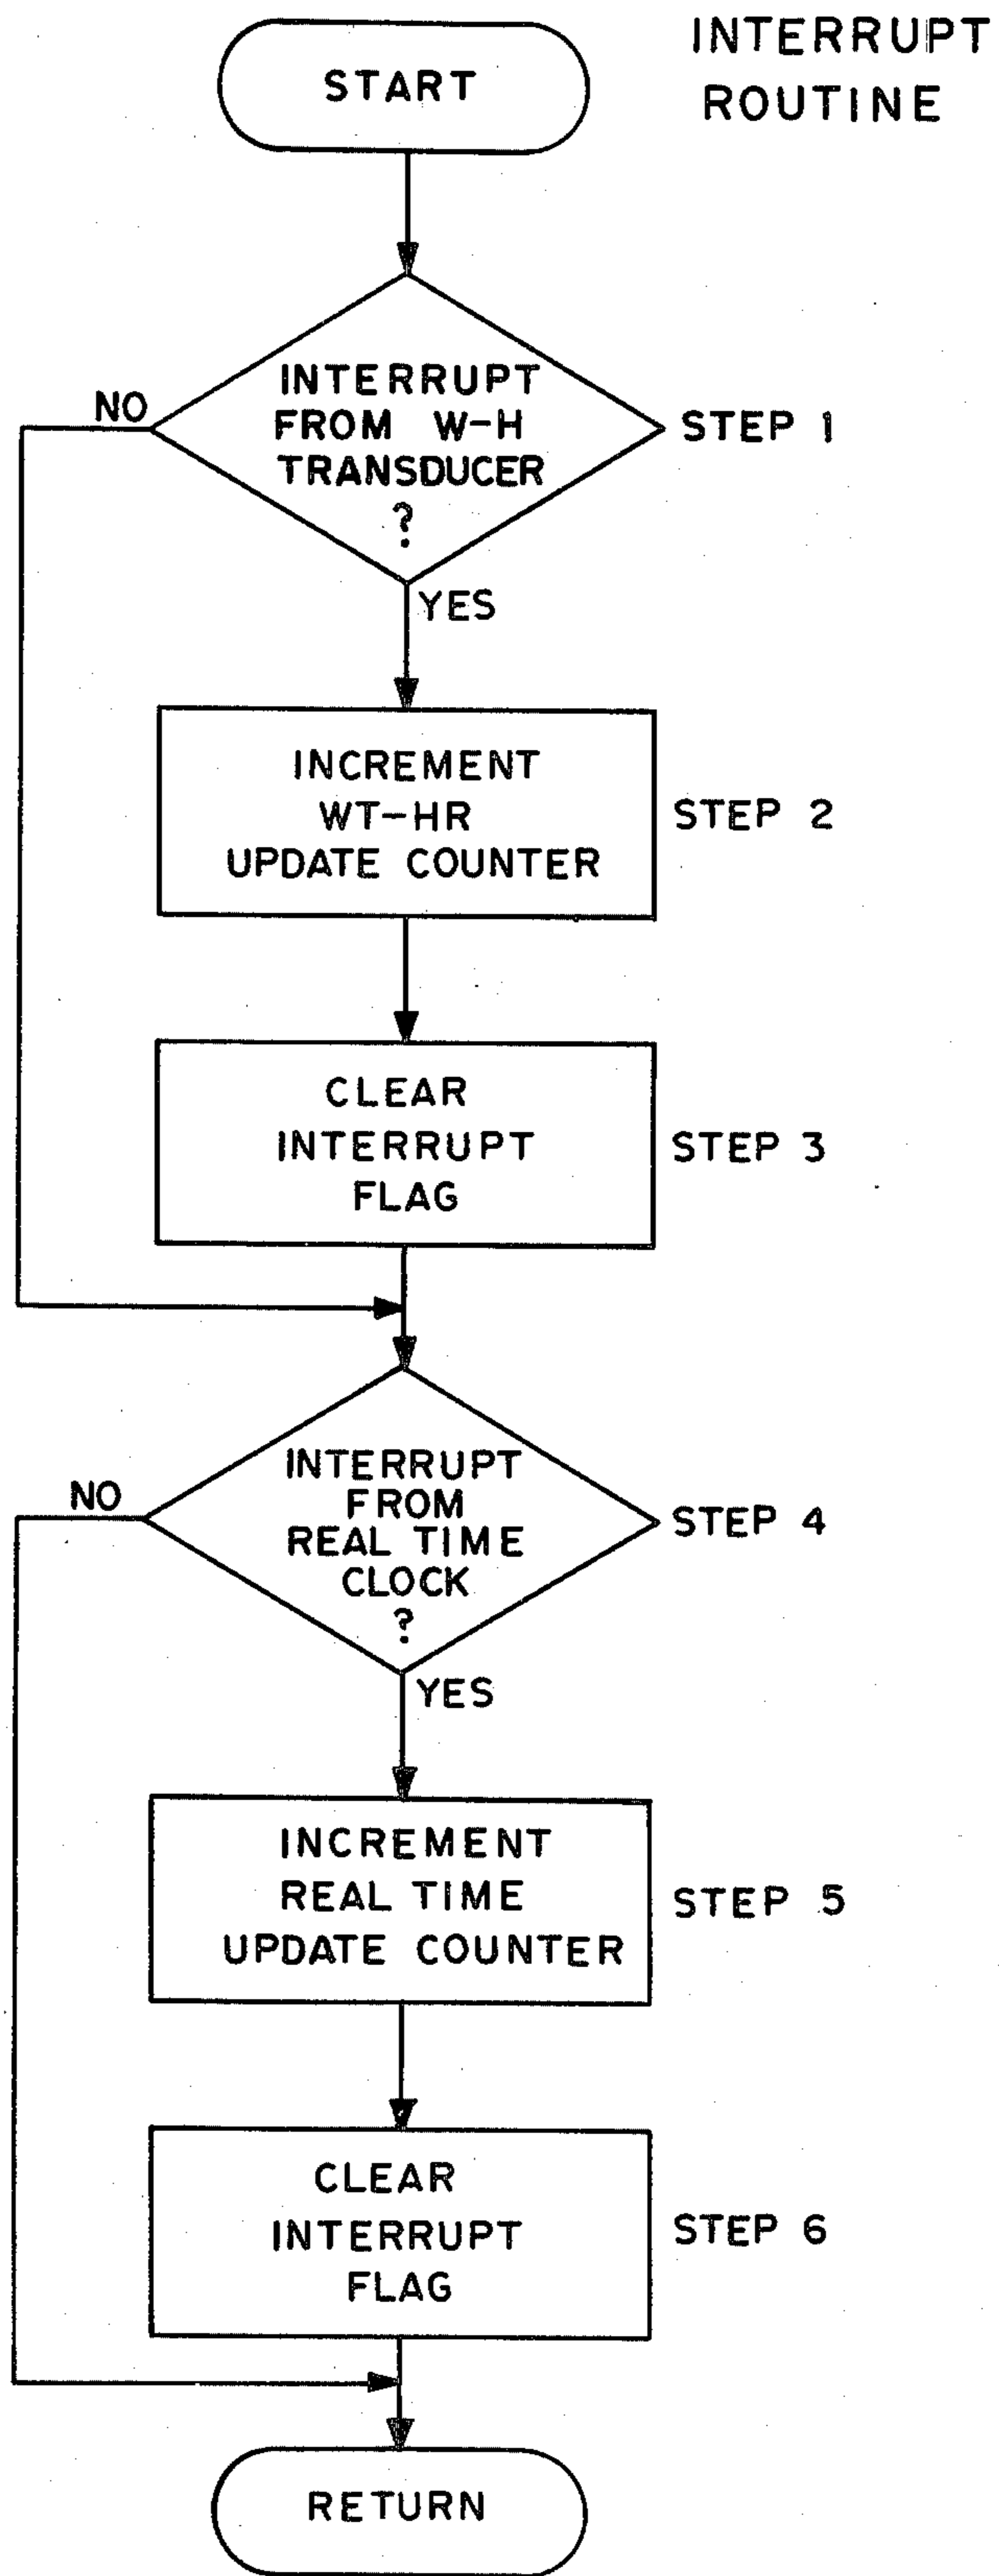 INTERRUPT
ROUTINE
START
INTERRUPT
FROM W-H
TRANSDUCER
?
STEP 1
NO
YES
INCREMENT
WT-HR
UPDATE COUNTER
STEP 2
CLEAR
INTERRUPT
FLAG
STEP 3
INTERRUPT
FROM
REAL TIME
CLOCK
?
STEP 4
NO
YES
INCREMENT
REAL TIME
UPDATE COUNTER
STEP 5
CLEAR
INTERRUPT
FLAG
STEP 6
RETURN